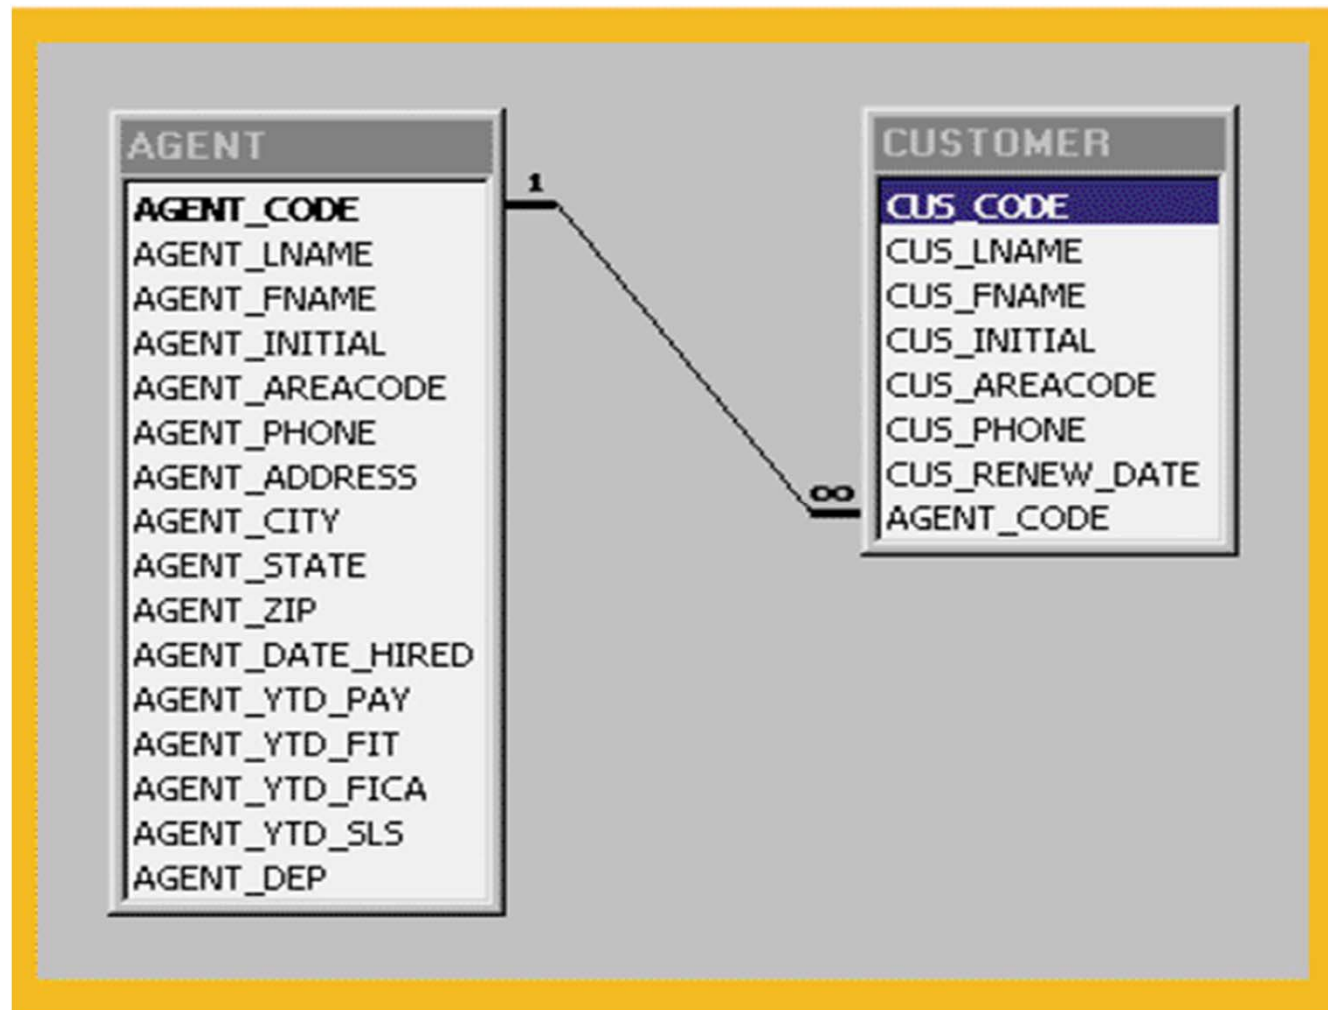 AGENT
AGENT_CODE
AGENT_LNAME
AGENT_FNAME
AGENT_INITIAL
AGENT_AREACODE
AGENT_PHONE
AGENT_ADDRESS
AGENT_CITY
AGENT_STATE
AGENT_ZIP
AGENT_DATE_HIRED
AGENT_YTD_PAY
AGENT_YTD_FIT
AGENT_YTD_FICA
AGENT_YTD_SLS
AGENT_DEP
1
∞
CUSTOMER
CUS_CODE
CUS_LNAME
CUS_FNAME
CUS_INITIAL
CUS_AREACODE
CUS_PHONE
CUS_RENEW_DATE
AGENT_CODE